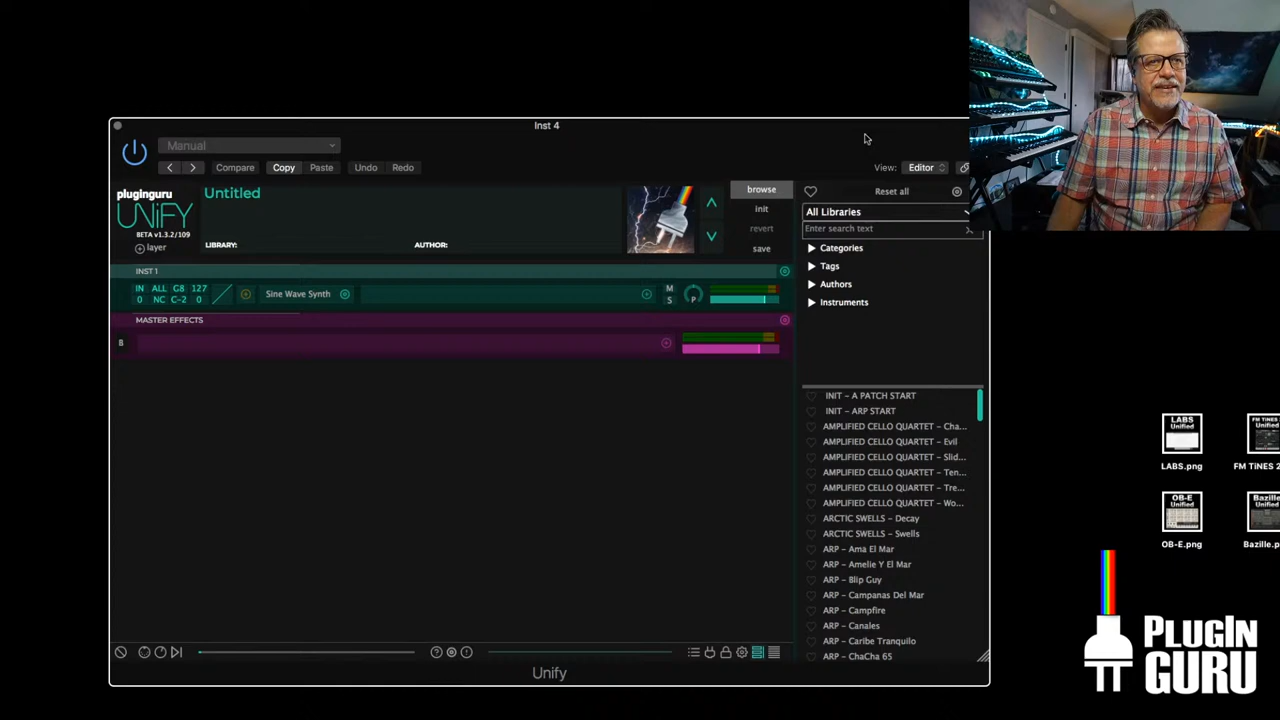 Inst 4
Manual
Compare Copy Paste Undo Redo
View: Editor
pluginguru
UNIFY
BETA v1.3.2/109
layer
Untitled
LIBRARY: AUTHOR:
browse
init
revert
save
Reset all
All Libraries
Enter search text
Categories
Tags
Authors
Instruments
INST 1
IN ALL G8 127
0 NC C-2 0
Sine Wave Synth
M
S
P
MASTER EFFECTS
B
INIT - A PATCH START
INIT - ARP START
AMPLIFIED CELLO QUARTET - Cha...
AMPLIFIED CELLO QUARTET - Evil
AMPLIFIED CELLO QUARTET - Slid...
AMPLIFIED CELLO QUARTET - Ten...
AMPLIFIED CELLO QUARTET - Tre...
AMPLIFIED CELLO QUARTET - Wo...
ARCTIC SWELLS - Decay
ARCTIC SWELLS - Swells
ARP - Ama El Mar
ARP - Amelie Y El Mar
ARP - Blip Guy
ARP - Campanas Del Mar
ARP - Campfire
ARP - Canales
ARP - Caribe Tranquilo
ARP - ChaCha 65
Unify
LABS
Unified
LABS.png
FM TiNES
Unified
FM TiNES 2
OB-E
Unified
OB-E.png
Bazille
Unified
Bazille.p
PLUGIN
GURU